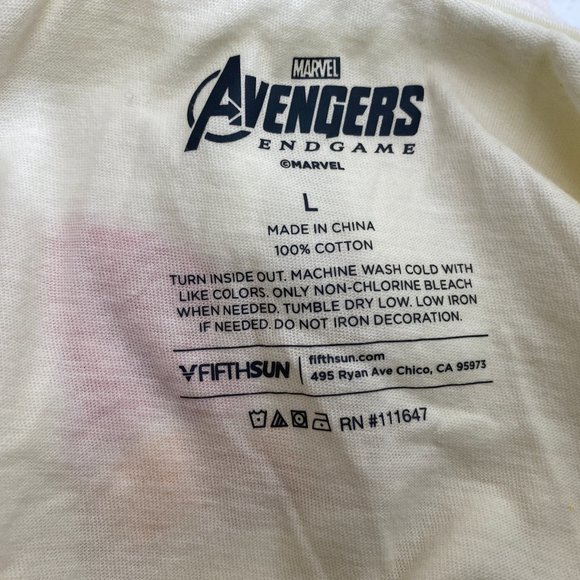 MARVEL
AVENGERS
ENDGAME
©MARVEL
L
MADE IN CHINA
100% COTTON
TURN INSIDE OUT. MACHINE WASH COLD WITH
LIKE COLORS. ONLY NON-CHLORINE BLEACH
WHEN NEEDED. TUMBLE DRY LOW. LOW IRON
IF NEEDED. DO NOT IRON DECORATION.
FIFTHSUN
fifthsun.com
495 Ryan Ave Chico, CA 95973
RN #111647